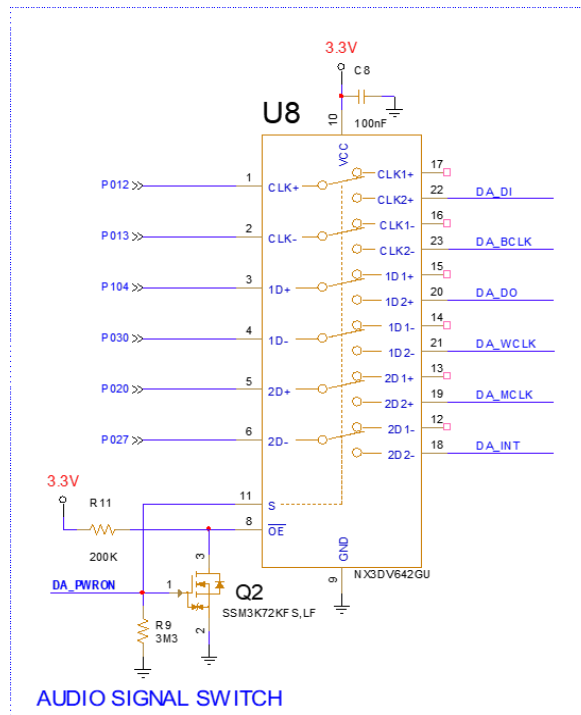 3.3V
C8
U8
10
100nF
VCC
P012 1 CLK+ CLK1+ 17
CLK2+ 22 DA_DI
P013 2 CLK- CLK1- 16
CLK2- 23 DA_BCLK
P104 3 1D+ 1D1+ 15
1D2+ 20 DA_DO
P030 4 1D- 1D1- 14
1D2- 21 DA_WCLK
P020 5 2D+ 2D1+ 13
2D2+ 19 DA_MCLK
P027 6 2D- 2D1- 12
2D2- 18 DA_INT
3.3V
11 S
R11
8 OE
200K
GND
3
9
NX3DV642GU
DA_PWRON
1
Q2
SSM3K72KFS,LF
R9
3M3
2
AUDIO SIGNAL SWITCH